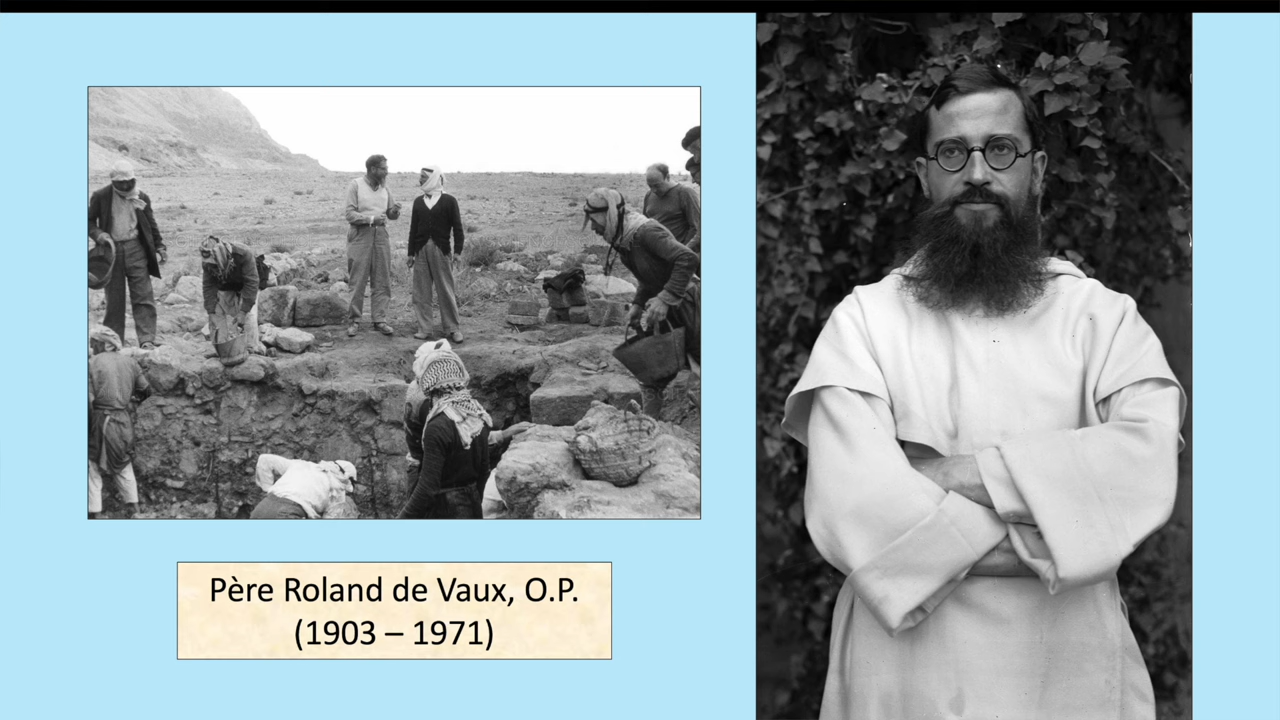 Père Roland de Vaux, O.P.
(1903 – 1971)